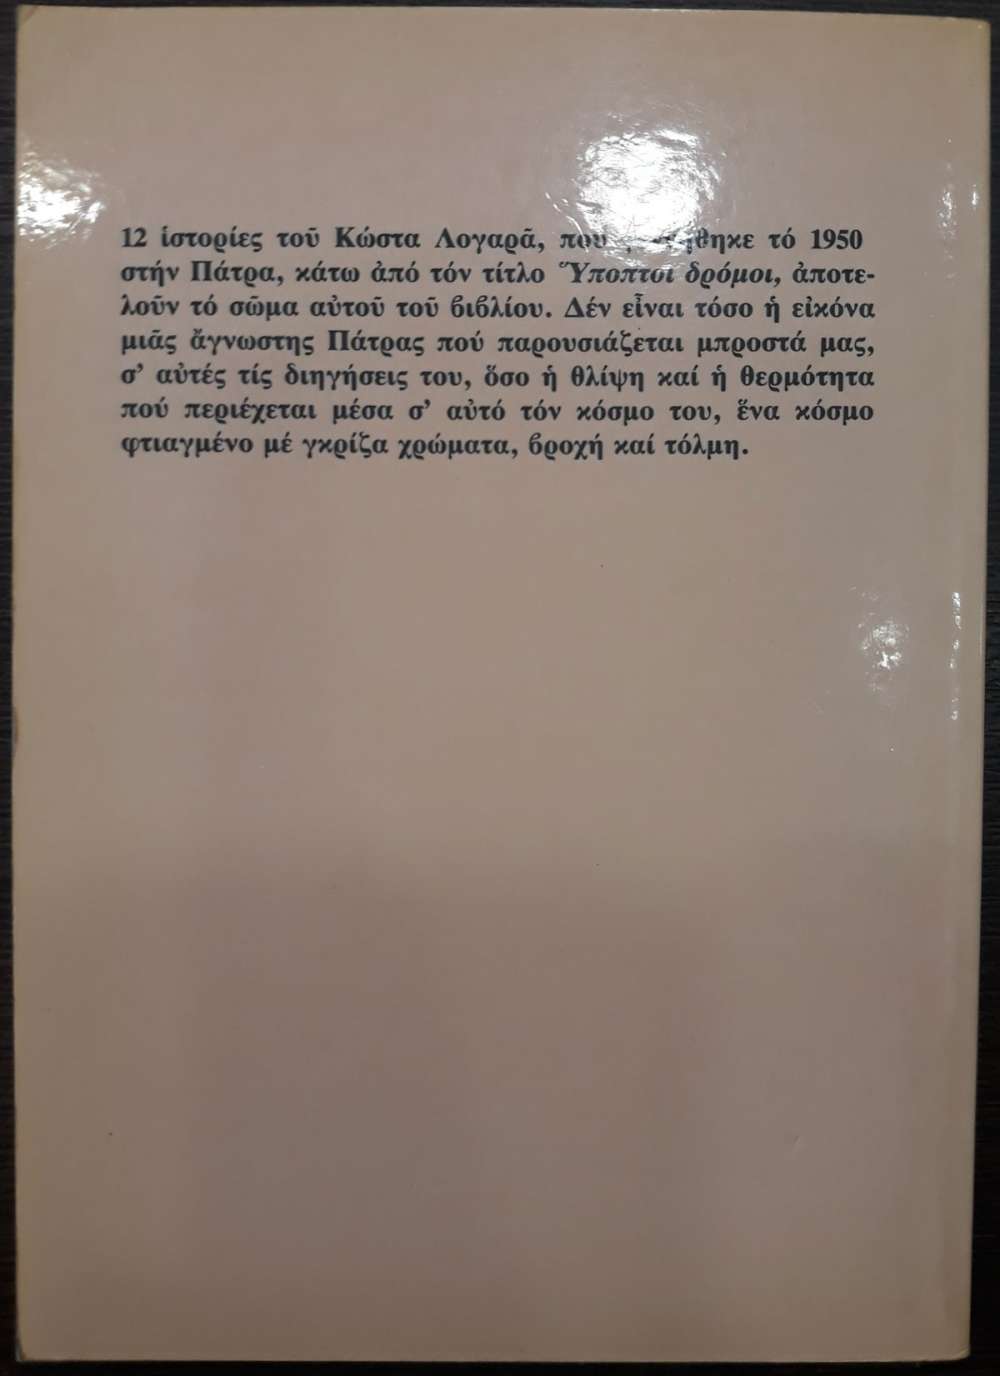 12 ἱστορίες τοῦ Κώστα Λογαρᾶ, πού τό 1950
στήν Πάτρα, κάτω ἀπό τόν τίτλο Ὕποπτοι δρόμοι, ἀποτε-
λοῦν τό σῶμα αὐτοῦ τοῦ βιβλίου. Δέν εἶναι τόσο ἡ εἰκόνα
μιᾶς ἄγνωστης Πάτρας πού παρουσιάζεται μπροστά μας,
σ' αὐτές τίς διηγήσεις του, ὅσο ἡ θλίψη καί ἡ θερμότητα
πού περιέχεται μέσα σ' αὐτό τόν κόσμο του, ἕνα κόσμο
φτιαγμένο μέ γκρίζα χρώματα, βροχή καί τόλμη.